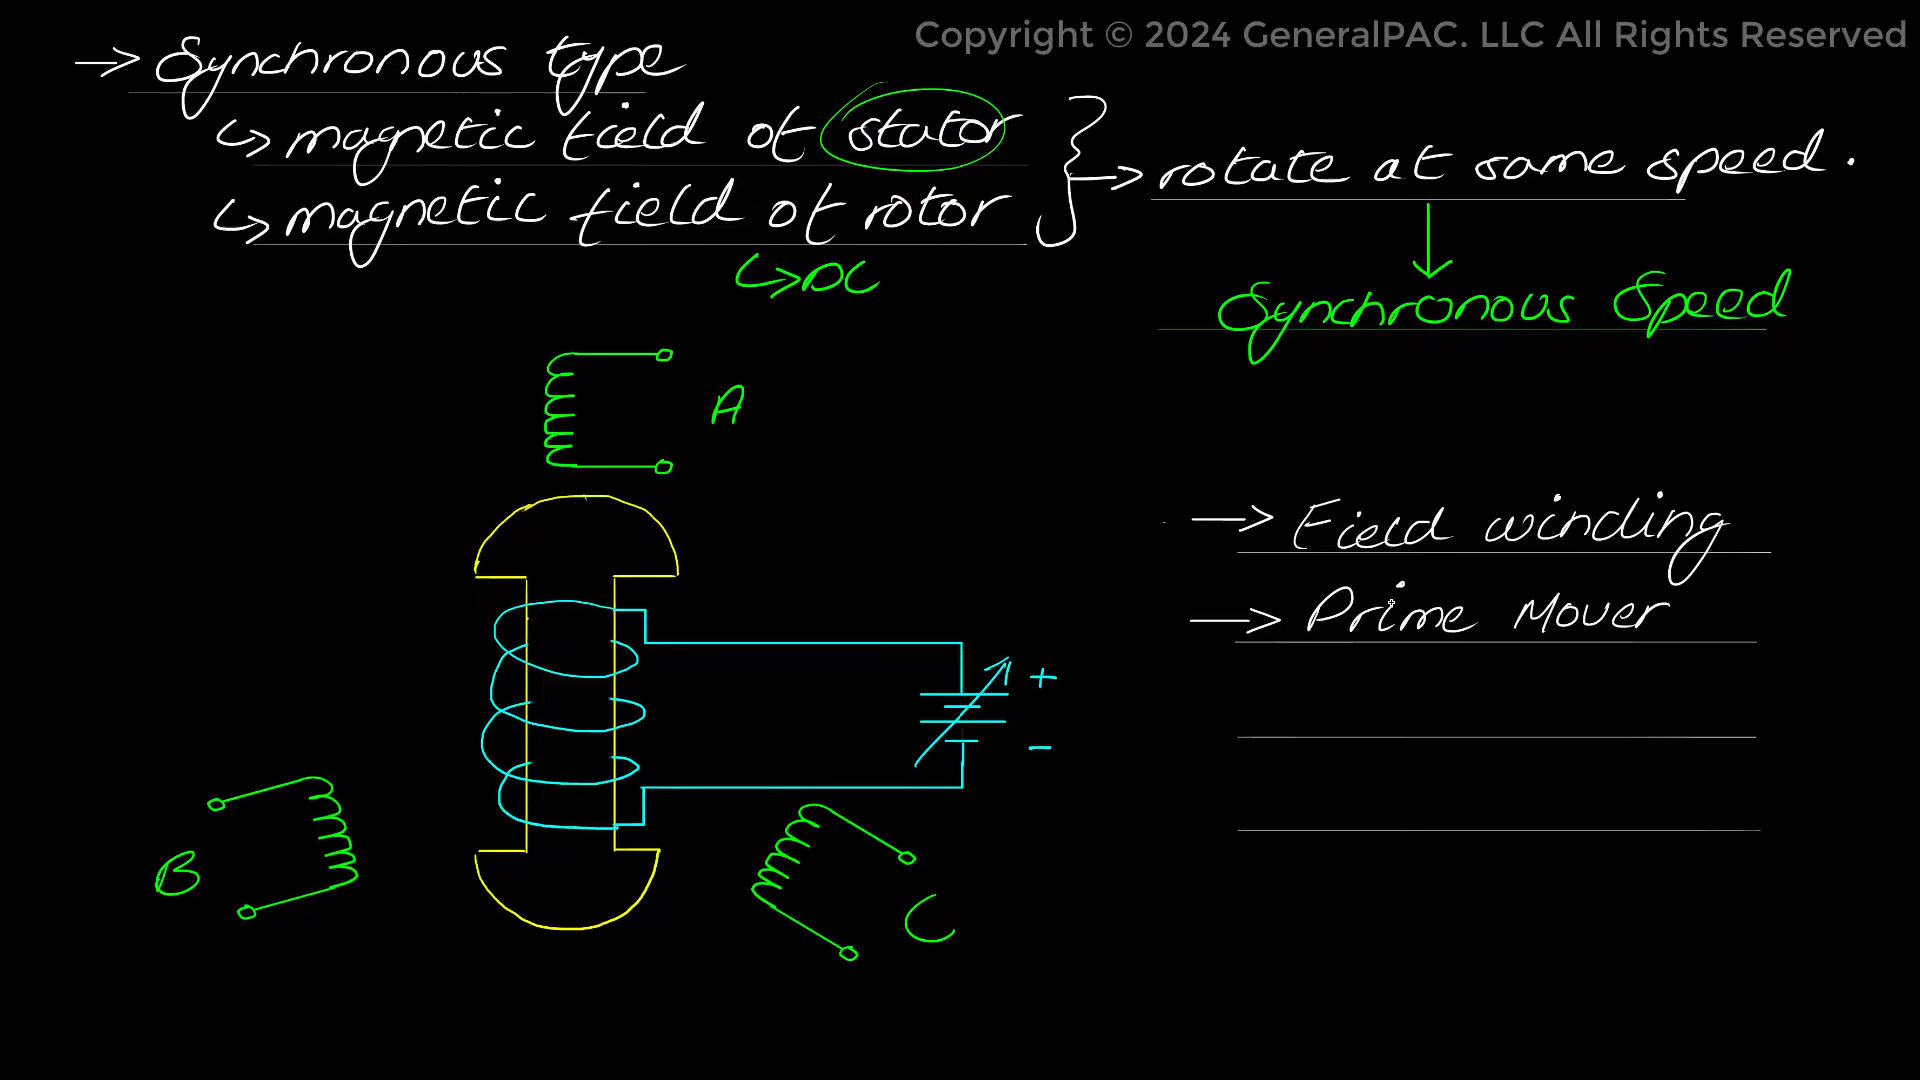 Copyright © 2024 GeneralPAC. LLC All Rights Reserved
→ Synchronous type
↳ magnetic field of stator
↳ magnetic field of rotor
} → rotate at same speed.
↳ DC
↓
Synchronous Speed
A
→ Field winding
→ Prime Mover
+
-
B
C